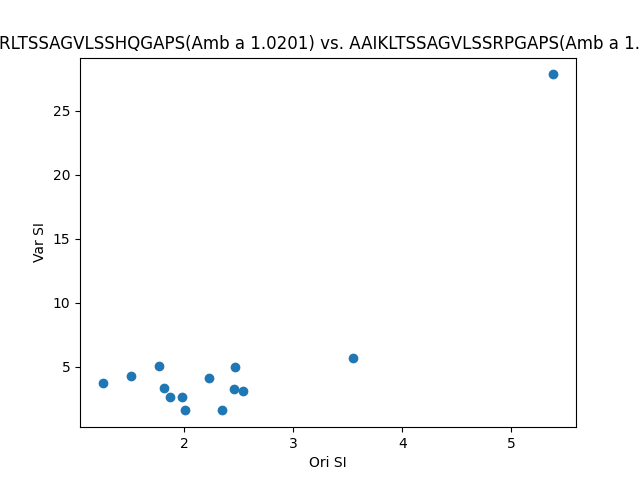 RLTSSAGVLSSHQGAPS(Amb a 1.0201) vs. AAIKLTSSAGVLSSRPGAPS(Amb a 1.
25
20
15
10
5
Var SI
2 3 4 5
Ori SI